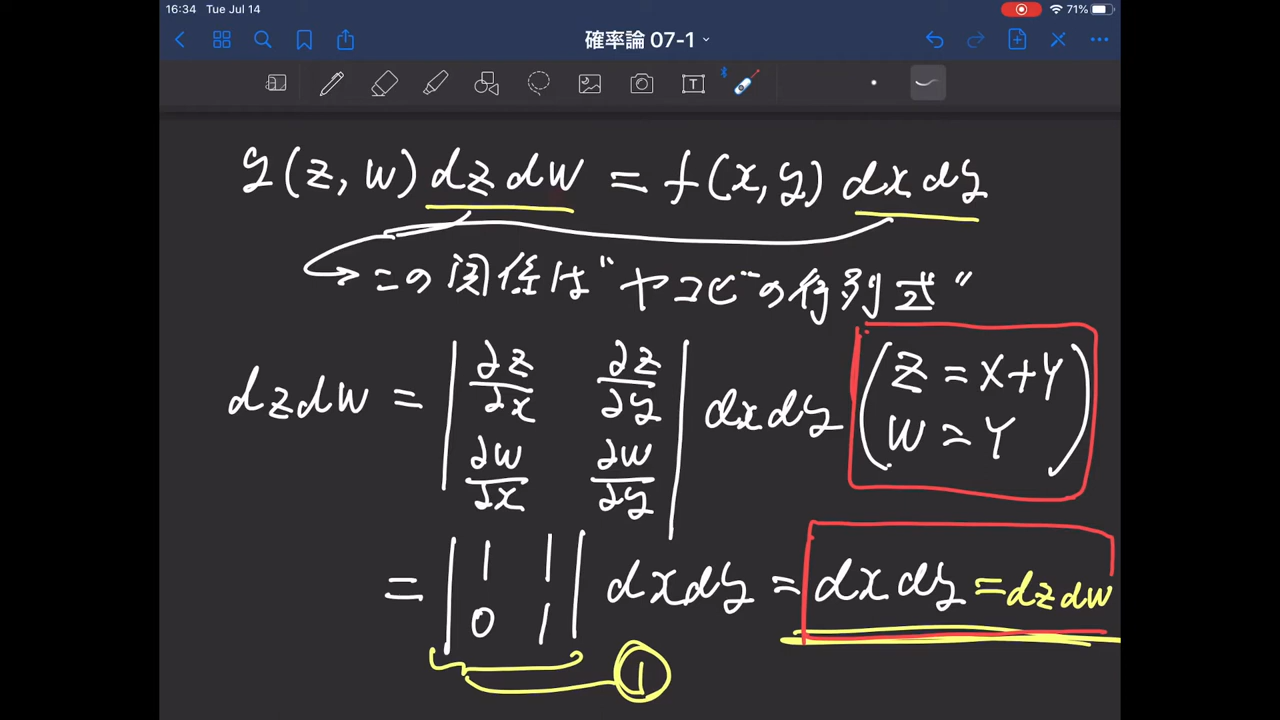 16:34 Tue Jul 14 71%
確率論 07-1
T
g(z, w) dz dw = f(x, y) dx dy
この関係は "ヤコビの行列式"
dz dw = | ∂z/∂x ∂z/∂y | dx dy ( Z = X + Y )
| ∂w/∂x ∂w/∂y | ( W = Y )
= | 1 1 | dx dy = dx dy = dz dw
| 0 1 |
①